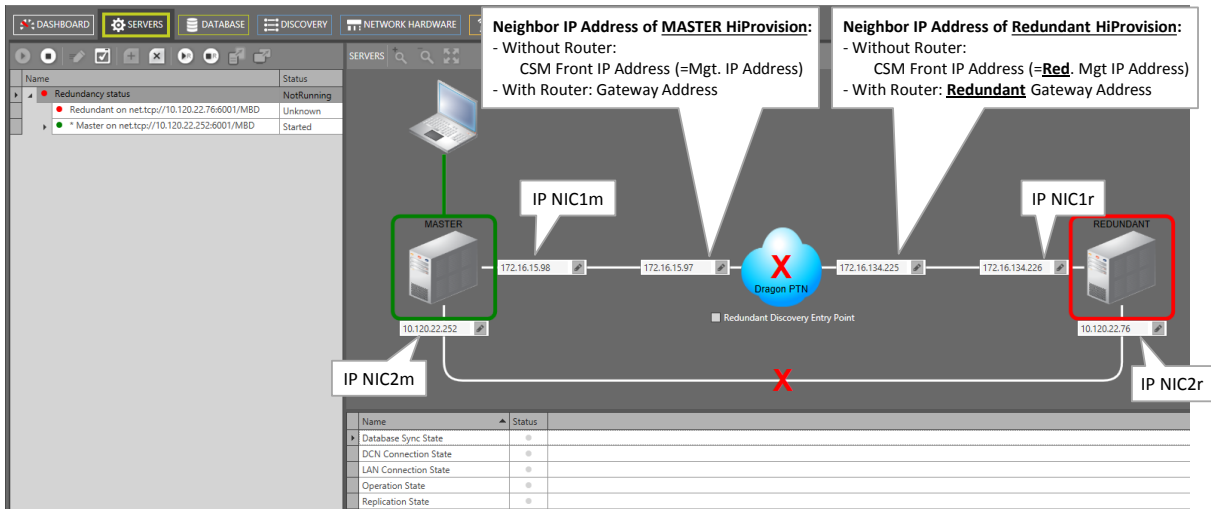 DASHBOARD
SERVERS
DATABASE
DISCOVERY
NETWORK HARDWARE
Neighbor IP Address of MASTER HiProvision:
- Without Router:
CSM Front IP Address (=Mgt. IP Address)
- With Router: Gateway Address
Neighbor IP Address of Redundant HiProvision:
- Without Router:
CSM Front IP Address (=Red. Mgt IP Address)
- With Router: Redundant Gateway Address
SERVERS
Name Status
Redundancy status NotRunning
Redundant on net.tcp://10.120.22.76:6001/MBD Unknown
* Master on net.tcp://10.120.22.252:6001/MBD Started
IP NIC1m
IP NIC1r
MASTER
REDUNDANT
172.16.15.98
172.16.15.97
X
Dragon PTN
172.16.134.225
172.16.134.226
Redundant Discovery Entry Point
10.120.22.252
10.120.22.76
IP NIC2m
X
IP NIC2r
Name Status
Database Sync State
DCN Connection State
LAN Connection State
Operation State
Replication State